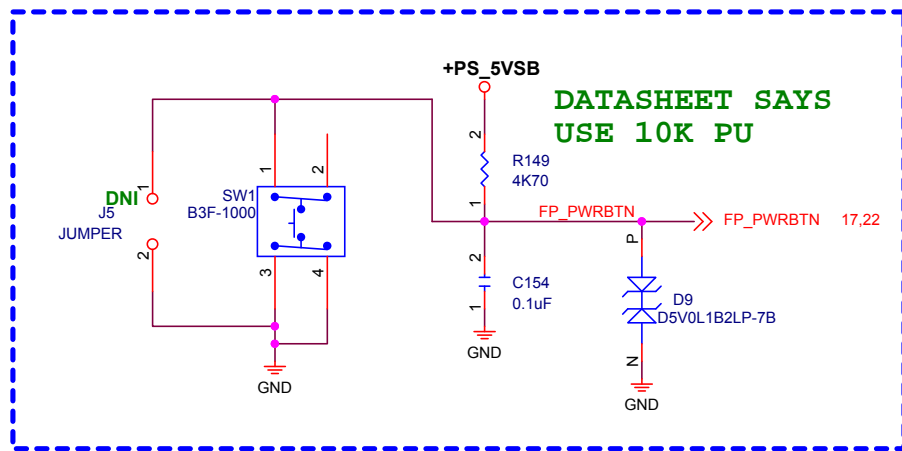 +PS_5VSB
DATASHEET SAYS
USE 10K PU
2
R149
4K70
1
1
2
SW1
B3F-1000
DNI
1
J5
JUMPER
2
3
4
GND
FP_PWRBTN
FP_PWRBTN 17,22
2
C154
0.1uF
1
GND
P
D9
D5V0L1B2LP-7B
N
GND